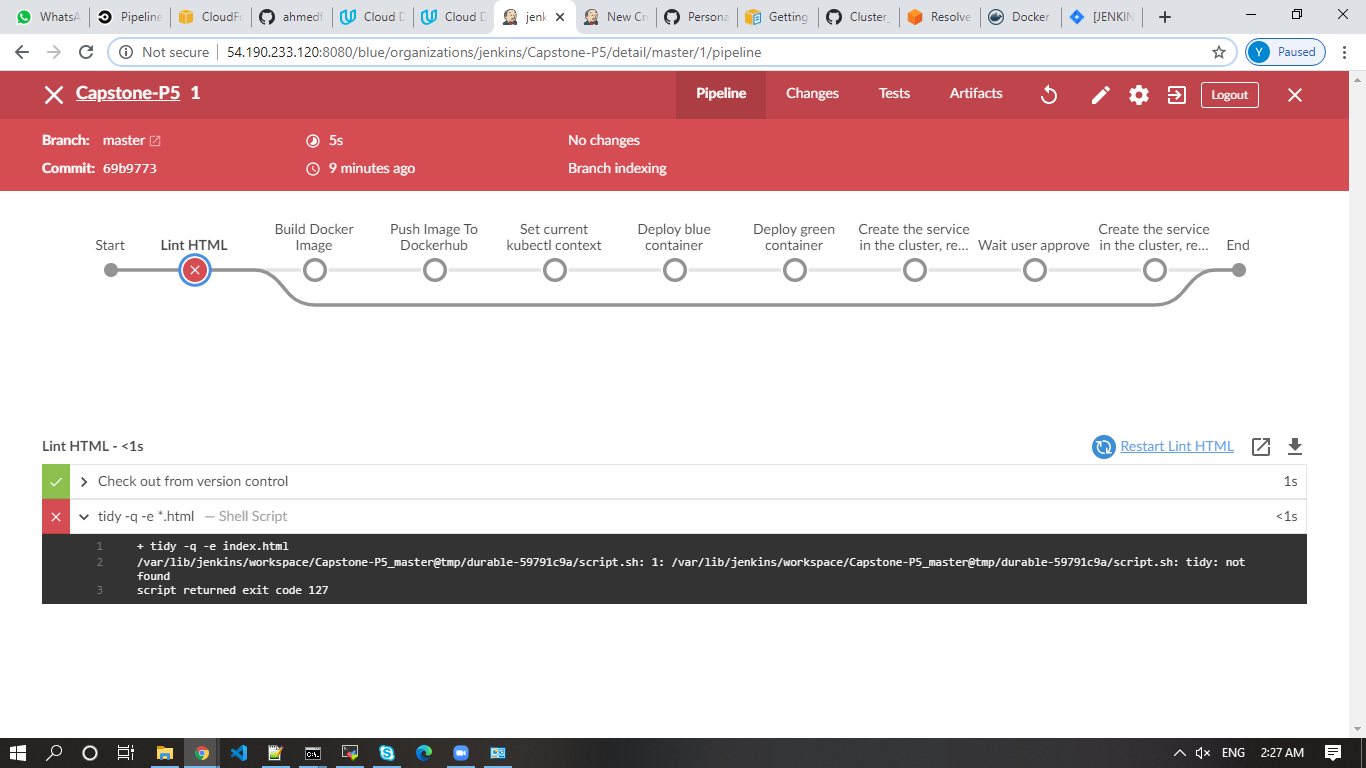 WhatsA
Pipeline
CloudFo
ahmedf
Cloud D
Cloud D
jenk
New Cr
Persona
Getting
Cluster_
Resolve
Docker
[JENKIN
Not secure
54.190.233.120:8080/blue/organizations/jenkins/Capstone-P5/detail/master/1/pipeline
Y Paused
Capstone-P5 1
Pipeline
Changes
Tests
Artifacts
Logout
Branch: master
5s
No changes
Commit: 69b9773
9 minutes ago
Branch indexing
Start
Lint HTML
Build Docker
Image
Push Image To
Dockerhub
Set current
kubectl context
Deploy blue
container
Deploy green
container
Create the service
in the cluster, re...
Wait user approve
Create the service
in the cluster, re...
End
Lint HTML - <1s
Restart Lint HTML
Check out from version control
1s
tidy -q -e *.html — Shell Script
<1s
1 + tidy -q -e index.html
2 /var/lib/jenkins/workspace/Capstone-P5_master@tmp/durable-59791c9a/script.sh: 1: /var/lib/jenkins/workspace/Capstone-P5_master@tmp/durable-59791c9a/script.sh: tidy: not
found
3 script returned exit code 127
ENG
2:27 AM